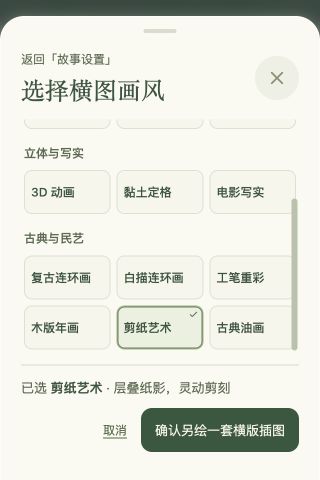 返回「故事设置」
选择横图画风
立体与写实
3D 动画
黏土定格
电影写实
古典与民艺
复古连环画
白描连环画
工笔重彩
木版年画
剪纸艺术
古典油画
已选 剪纸艺术 · 层叠纸影，灵动剪刻
取消
确认另绘一套横版插图